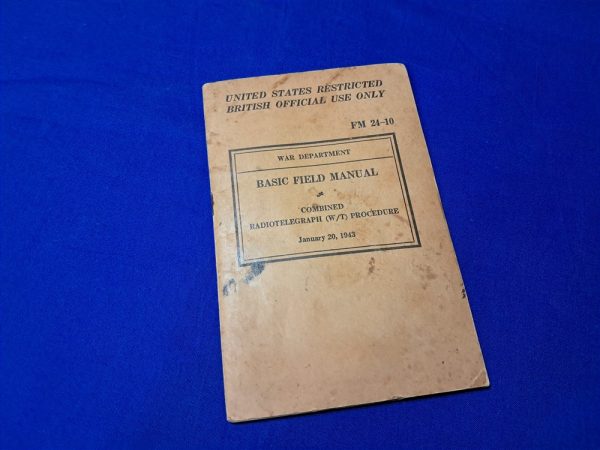 UNITED STATES RESTRICTED
BRITISH OFFICIAL USE ONLY
FM 24-10
WAR DEPARTMENT
BASIC FIELD MANUAL
COMBINED
RADIOTELEGRAPH (W/T) PROCEDURE
January 20, 1943